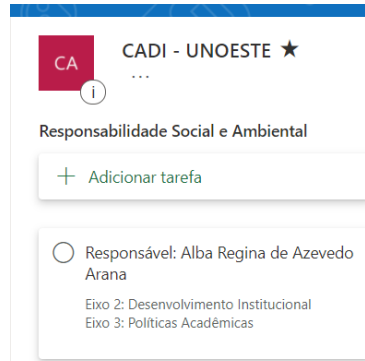 CA
CADI - UNOESTE ★
...
i
Responsabilidade Social e Ambiental
+ Adicionar tarefa
Responsável: Alba Regina de Azevedo
Arana
Eixo 2: Desenvolvimento Institucional
Eixo 3: Políticas Acadêmicas